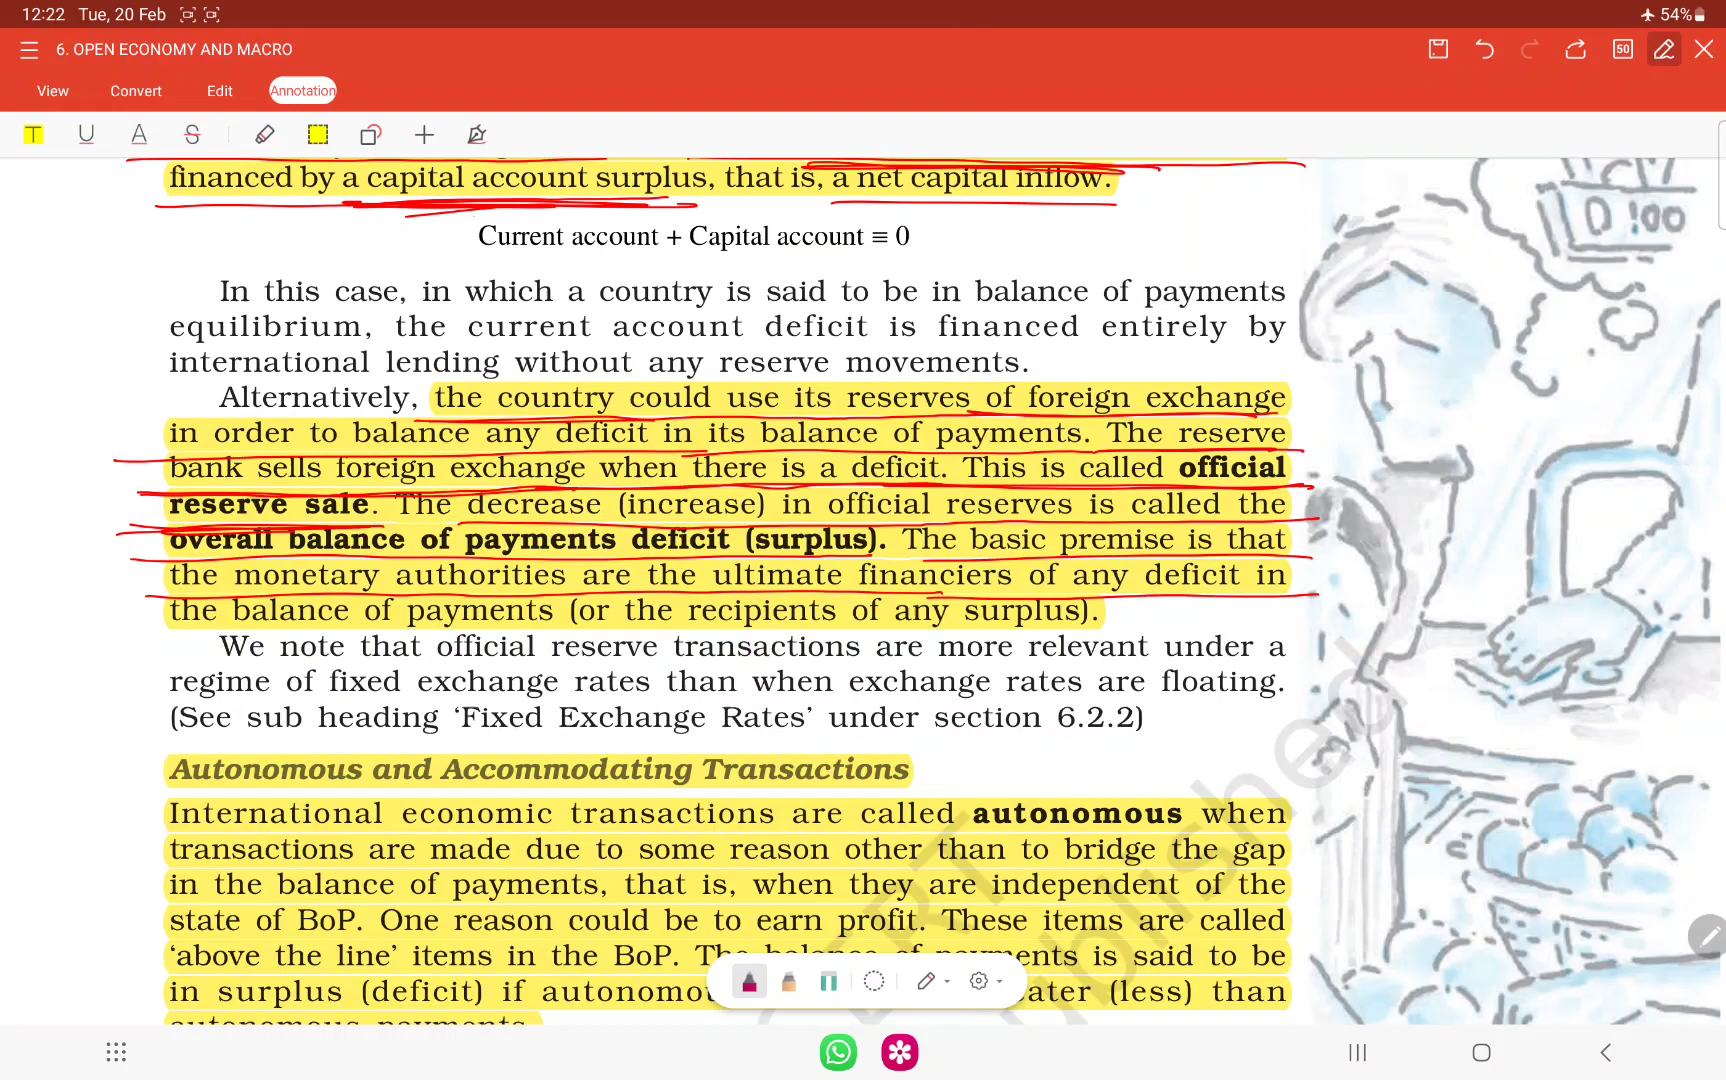 12:22 Tue, 20 Feb
54%
6. OPEN ECONOMY AND MACRO
50
View Convert Edit Annotation
T U A S
financed by a capital account surplus, that is, a net capital inflow.
Current account + Capital account ≡ 0
In this case, in which a country is said to be in balance of payments
equilibrium, the current account deficit is financed entirely by
international lending without any reserve movements.
Alternatively, the country could use its reserves of foreign exchange
in order to balance any deficit in its balance of payments. The reserve
bank sells foreign exchange when there is a deficit. This is called official
reserve sale. The decrease (increase) in official reserves is called the
overall balance of payments deficit (surplus). The basic premise is that
the monetary authorities are the ultimate financiers of any deficit in
the balance of payments (or the recipients of any surplus).
We note that official reserve transactions are more relevant under a
regime of fixed exchange rates than when exchange rates are floating.
(See sub heading ‘Fixed Exchange Rates’ under section 6.2.2)
Autonomous and Accommodating Transactions
International economic transactions are called autonomous when
transactions are made due to some reason other than to bridge the gap
in the balance of payments, that is, when they are independent of the
state of BoP. One reason could be to earn profit. These items are called
‘above the line’ items in the BoP. The balance of payments is said to be
in surplus (deficit) if (less) than
autonomous payments.